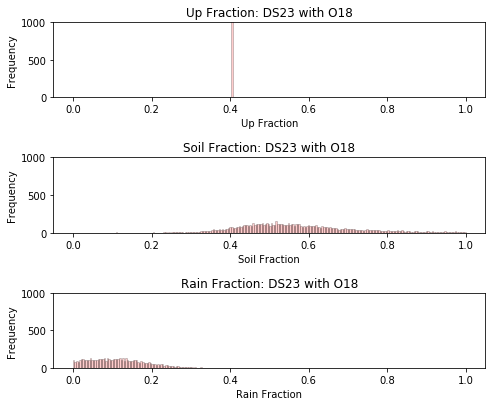 Up Fraction: DS23 with O18
1000
500
0
Frequency
0.0 0.2 0.4 0.6 0.8 1.0
Up Fraction
Soil Fraction: DS23 with O18
1000
500
0
Frequency
0.0 0.2 0.4 0.6 0.8 1.0
Soil Fraction
Rain Fraction: DS23 with O18
1000
500
0
Frequency
0.0 0.2 0.4 0.6 0.8 1.0
Rain Fraction